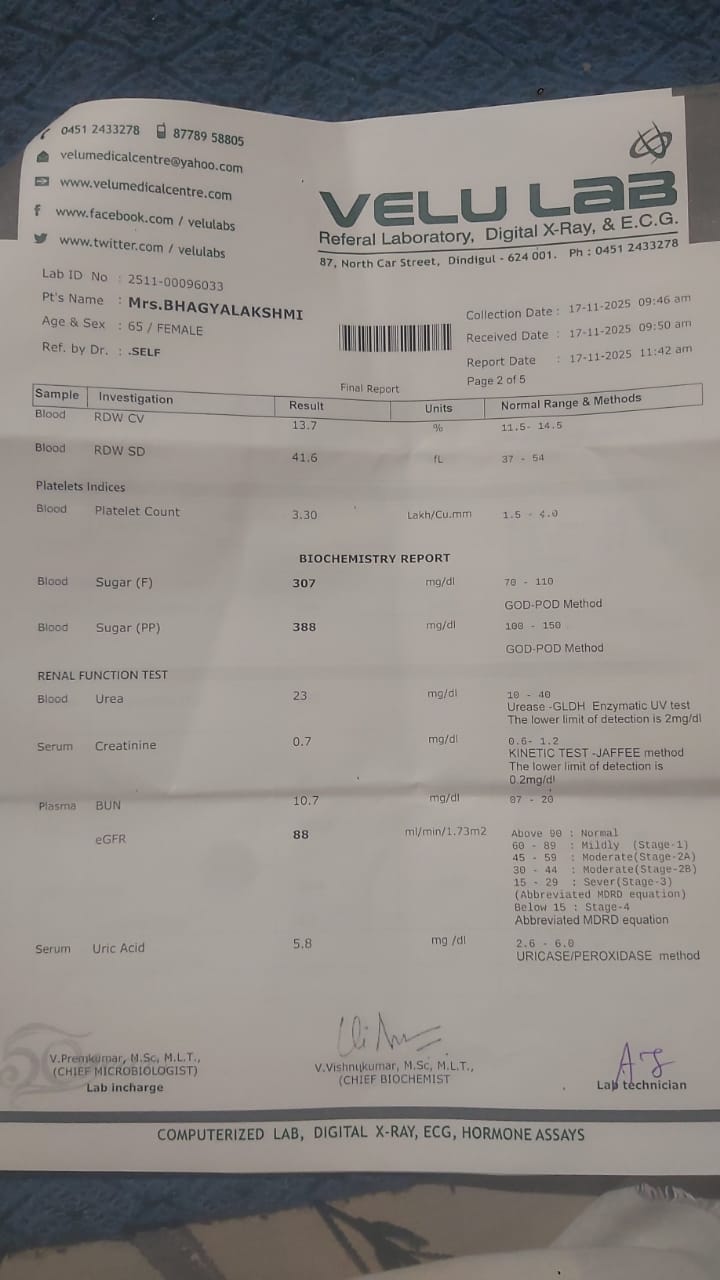 0451 2433278 87789 58805
velumedicalcentre@yahoo.com
www.velumedicalcentre.com
www.facebook.com / velulabs
www.twitter.com / velulabs
VELU LAB
Referal Laboratory, Digital X-Ray, & E.C.G.
87, North Car Street, Dindigul - 624 001. Ph : 0451 2433278
Lab ID No : 2511-00096033
Pt's Name : Mrs.BHAGYALAKSHMI
Age & Sex : 65 / FEMALE
Ref. by Dr. : .SELF
Collection Date : 17-11-2025 09:46 am
Received Date : 17-11-2025 09:50 am
Report Date : 17-11-2025 11:42 am
Page 2 of 5
Final Report
Sample Investigation Result Units Normal Range & Methods
Blood RDW CV 13.7 % 11.5- 14.5
Blood RDW SD 41.6 fL 37 - 54
Platelets Indices
Blood Platelet Count 3.30 Lakh/Cu.mm 1.5 - 4.0
BIOCHEMISTRY REPORT
Blood Sugar (F) 307 mg/dl 70 - 110
GOD-POD Method
Blood Sugar (PP) 388 mg/dl 100 - 150
GOD-POD Method
RENAL FUNCTION TEST
Blood Urea 23 mg/dl 10 - 40
Urease -GLDH Enzymatic UV test
The lower limit of detection is 2mg/dl
Serum Creatinine 0.7 mg/dl 0.6- 1.2
KINETIC TEST -JAFFEE method
The lower limit of detection is
0.2mg/dl
Plasma BUN 10.7 mg/dl 07 - 20
eGFR 88 ml/min/1.73m2 Above 90 : Normal
60 - 89 : Mildly (Stage-1)
45 - 59 : Moderate(Stage-2A)
30 - 44 : Moderate(Stage-2B)
15 - 29 : Sever(Stage-3)
(Abbreviated MDRD equation)
Below 15 : Stage-4
Abbreviated MDRD equation
Serum Uric Acid 5.8 mg /dl 2.6 - 6.0
URICASE/PEROXIDASE method
V.Premkumar, M.Sc, M.L.T.,
(CHIEF MICROBIOLOGIST)
Lab incharge
V.Vishnukumar, M.Sc, M.L.T.,
(CHIEF BIOCHEMIST
Lab technician
COMPUTERIZED LAB, DIGITAL X-RAY, ECG, HORMONE ASSAYS